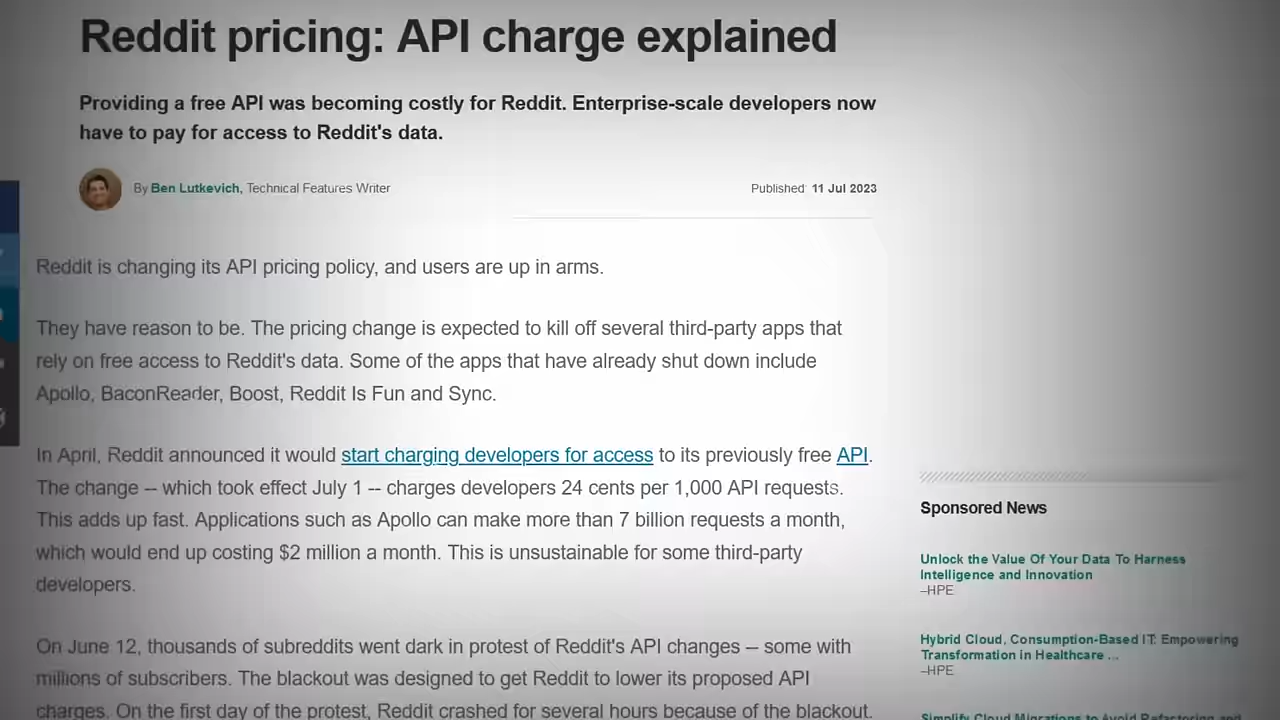 Reddit pricing: API charge explained
Providing a free API was becoming costly for Reddit. Enterprise-scale developers now
have to pay for access to Reddit's data.
By Ben Lutkevich, Technical Features Writer
Published: 11 Jul 2023
Reddit is changing its API pricing policy, and users are up in arms.
They have reason to be. The pricing change is expected to kill off several third-party apps that
rely on free access to Reddit's data. Some of the apps that have already shut down include
Apollo, BaconReader, Boost, Reddit Is Fun and Sync.
In April, Reddit announced it would start charging developers for access to its previously free API.
The change -- which took effect July 1 -- charges developers 24 cents per 1,000 API requests.
This adds up fast. Applications such as Apollo can make more than 7 billion requests a month,
which would end up costing $2 million a month. This is unsustainable for some third-party
developers.
On June 12, thousands of subreddits went dark in protest of Reddit's API changes -- some with
millions of subscribers. The blackout was designed to get Reddit to lower its proposed API
charges. On the first day of the protest, Reddit crashed for several hours because of the blackout.
Sponsored News
Unlock the Value Of Your Data To Harness
Intelligence and Innovation
–HPE
Hybrid Cloud, Consumption-Based IT: Empowering
Transformation in Healthcare ...
–HPE
Simplify Cloud Migrations to Avoid Refactoring and